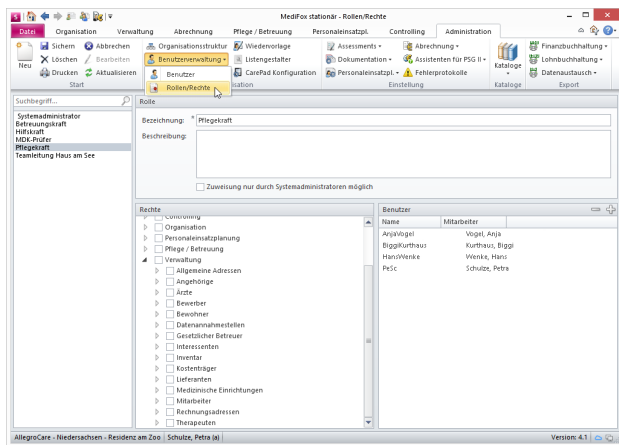 MediFox stationär - Rollen/Rechte
Datei Organisation Verwaltung Abrechnung Pflege / Betreuung Personaleinsatzpl. Controlling Administration
Neu
Sichern Abbrechen
Löschen Bearbeiten
Drucken Aktualisieren
Start
Organisationsstruktur Wiedervorlage
Benutzerverwaltung Listengestalter
Benutzer CarePad Konfiguration
Rollen/Rechte
Assessments Abrechnung
Dokumentation Assistenten für PSG II
Personaleinsatzpl. Fehlerprotokolle
Einstellung
Kataloge
Kataloge
Finanzbuchhaltung
Lohnbuchhaltung
Datenaustausch
Export
Suchbegriff...
Systemadministrator
Betreuungskraft
Hilfskraft
MDK-Prüfer
Pflegekraft
Teamleitung Haus am See
Rolle
Bezeichnung: * Pflegekraft
Beschreibung:
Zuweisung nur durch Systemadministratoren möglich
Rechte
Controlling
Organisation
Personaleinsatzplanung
Pflege / Betreuung
Verwaltung
Allgemeine Adressen
Angehörige
Ärzte
Bewerber
Bewohner
Datenannahmestellen
Gesetzlicher Betreuer
Interessenten
Inventar
Kostenträger
Lieferanten
Medizinische Einrichtungen
Mitarbeiter
Rechnungsadressen
Therapeuten
Benutzer
Name Mitarbeiter
AnjaVogel Vogel, Anja
BiggiKurthaus Kurthaus, Biggi
HansWenke Wenke, Hans
PeSc Schulze, Petra
AllegroCare - Niedersachsen - Residenz am Zoo Schulze, Petra (a) Version: 4.1